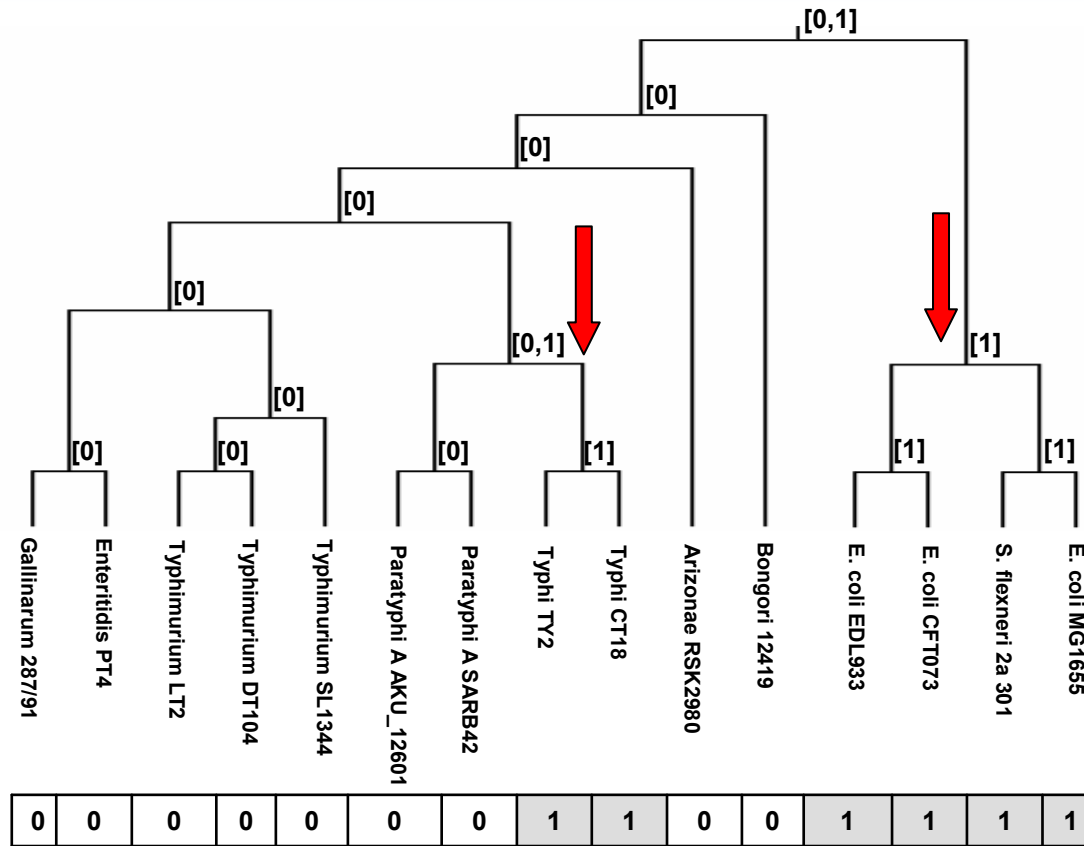 [0,1]
[0]
[0]
[0]
[0]
[0,1]
[1]
[0]
[0]
[0]
[0]
[1]
[1]
[1]
Gallinarum 287/91
Enteritidis PT4
Typhimurium LT2
Typhimurium DT104
Typhimurium SL1344
Paratyphi A AKU_12601
Paratyphi A SARB42
Typhi TY2
Typhi CT18
Arizonae RSK2980
Bongori 12419
E. coli EDL933
E. coli CFT073
S. flexneri 2a 301
E. coli MG1655
0 0 0 0 0 0 0 1 1 0 0 1 1 1 1